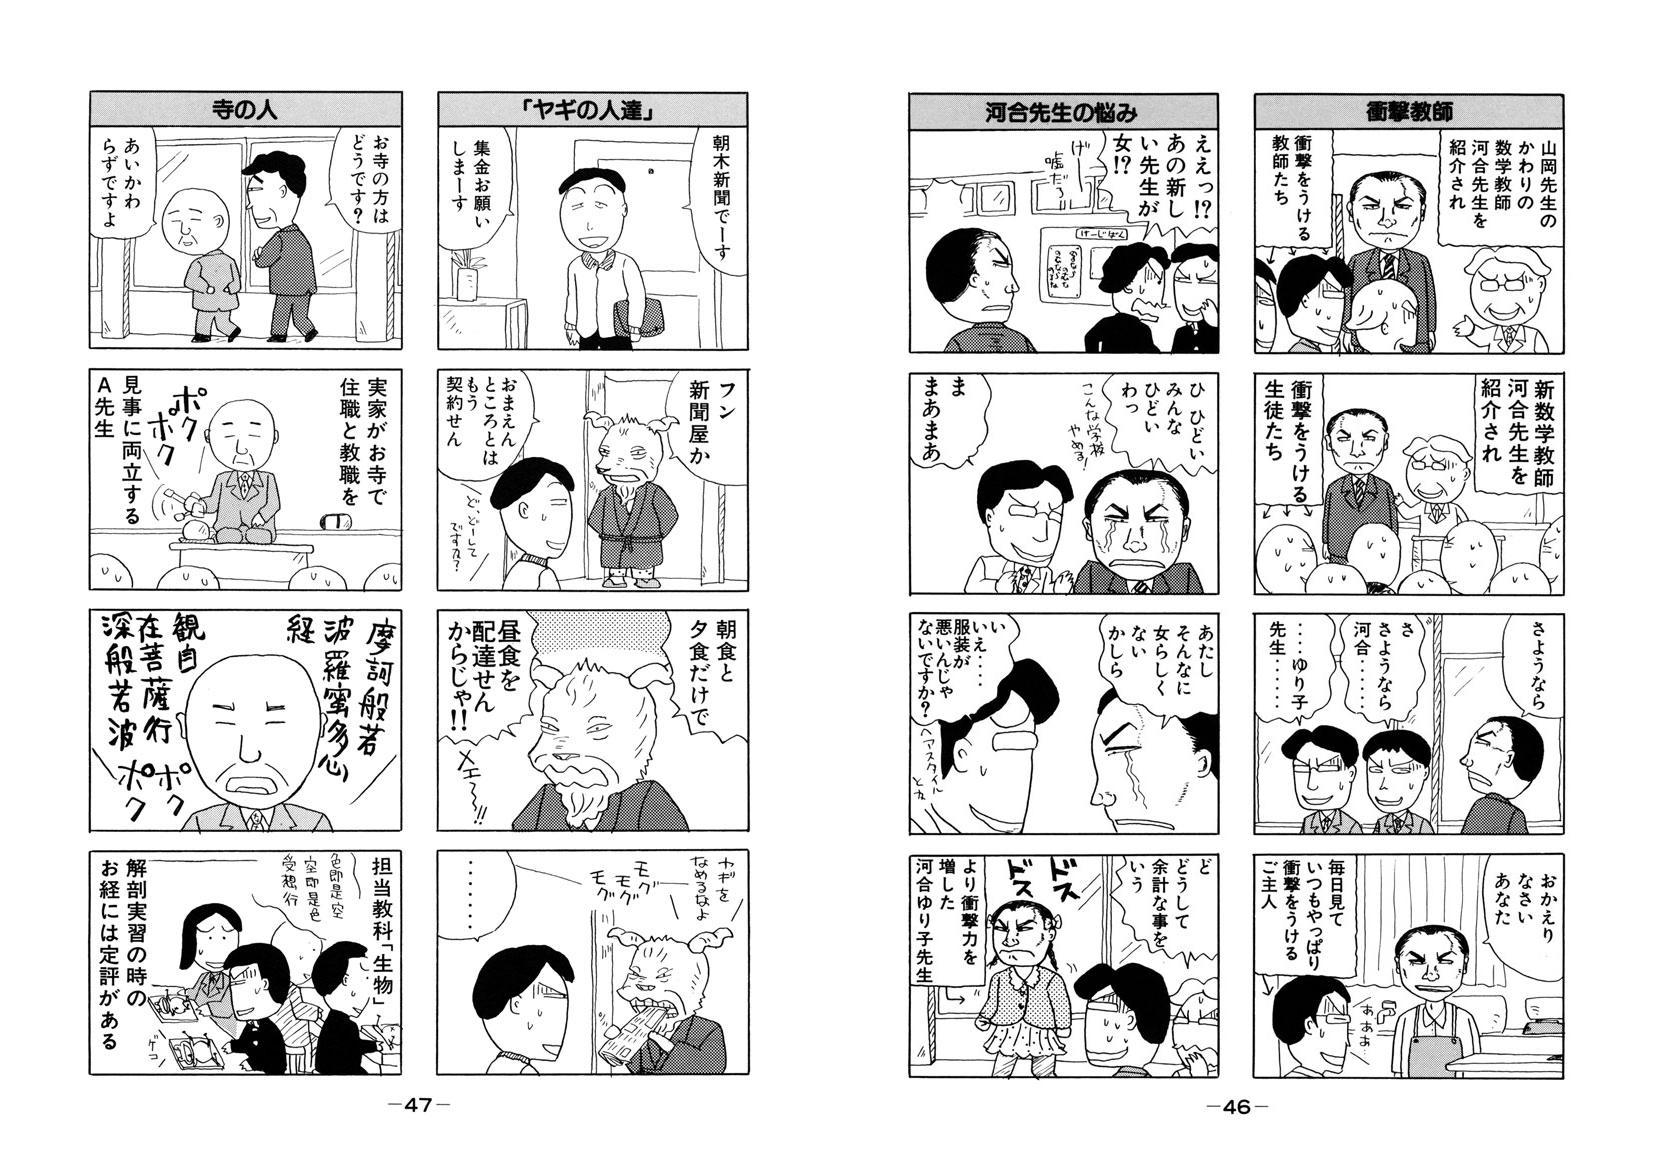 衝撃教師
山岡先生の
かわりの
数学教師
河合先生を
紹介され
衝撃をうける
教師たち
新数学教師
河合先生を
紹介され
衝撃をうける
生徒たち
さようなら
さ
さようなら
河合‥‥‥
‥‥ゆり子
先生‥‥‥
おかえり
なさい
あなた
あああ…
毎日見て
いつもやっぱり
衝撃をうける
ご主人
河合先生の悩み
ええっ!?
あの新し
い先生が
女!?
げー
嘘だろ
けーじばん
ひ ひどい
みんな
ひどい
わっ
こんな学校
やめる!
ま
まあまあ
あたし
そんなに
女らしく
ない
かしら
い
いえ‥‥
服装が
悪いんじゃ
ないですか?
ヘアスタイル
とか
ど
どうして
余計な事を
いう
ドス
ドス
より衝撃力を
増した
河合ゆり子先生
－46－
「ヤギの人達」
朝木新聞でーす
集金お願い
しまーす
フン
新聞屋か
おまえん
ところとは
もう
契約せん
ど、どーして
ですか?
朝食と
夕食だけで
昼食を
配達せん
からじゃ!!
メェ〜!!
ヤギを
なめるなよ
モグ
モグ
モグ
‥‥‥
寺の人
お寺の方は
どうです?
あいかわ
らずですよ
実家がお寺で
住職と教職を
ポク
ポク
見事に両立する
A先生
摩訶般若
波羅蜜多心
経
観自
在菩薩行
深般若波
ポク
ポク
担当教科「生物」
色即是空
空即是色
受想行
ゲコ
解剖実習の時の
お経には定評がある
－47－